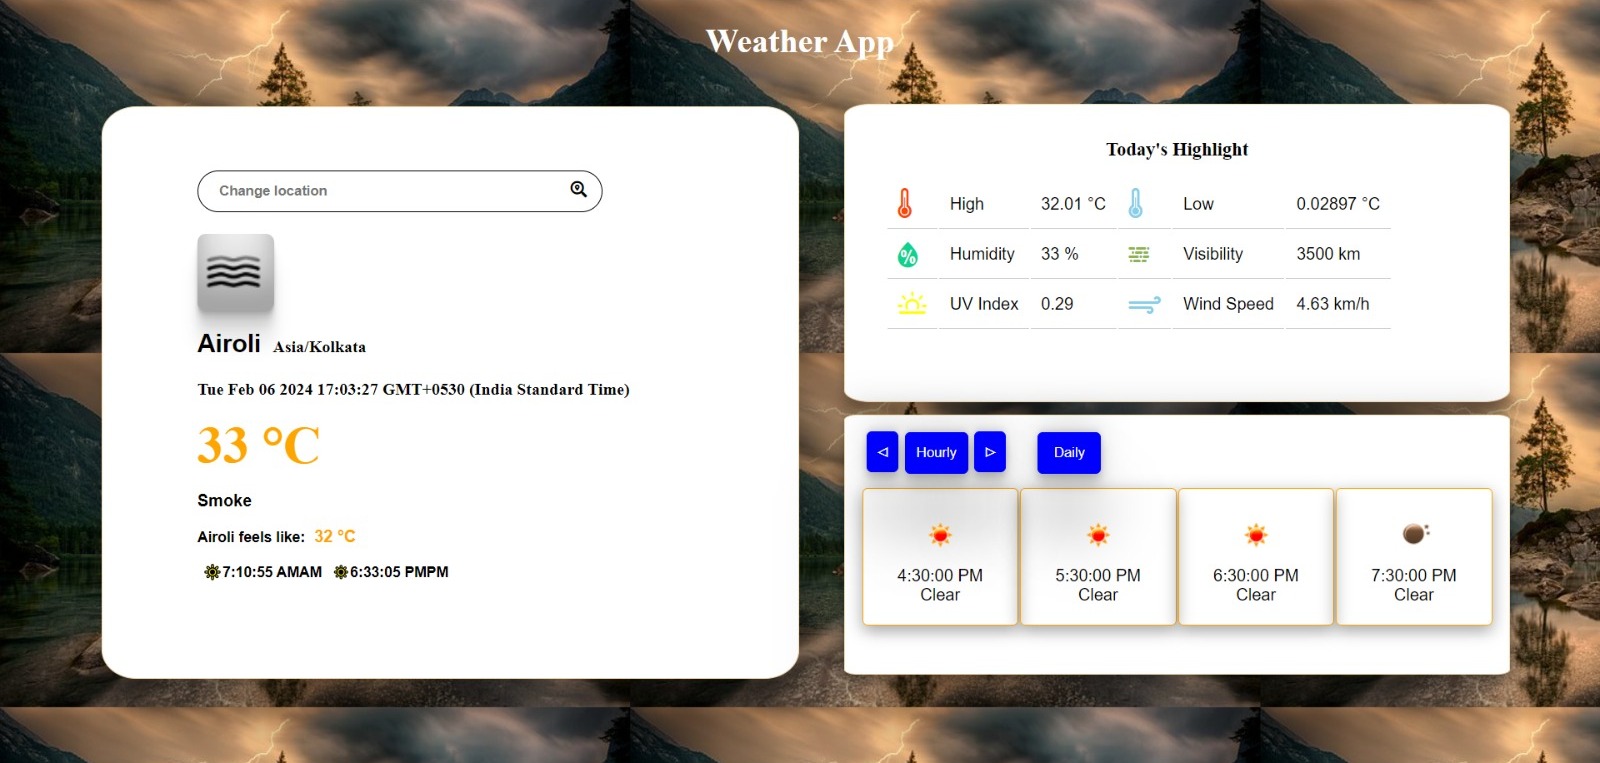 Weather App
Change location
Airoli Asia/Kolkata
Tue Feb 06 2024 17:03:27 GMT+0530 (India Standard Time)
33 °C
Smoke
Airoli feels like: 32 °C
7:10:55 AMAM 6:33:05 PMPM
Today's Highlight
High 32.01 °C Low 0.02897 °C
% Humidity 33 % Visibility 3500 km
UV Index 0.29 Wind Speed 4.63 km/h
Hourly Daily
4:30:00 PM 5:30:00 PM 6:30:00 PM 7:30:00 PM
Clear Clear Clear Clear